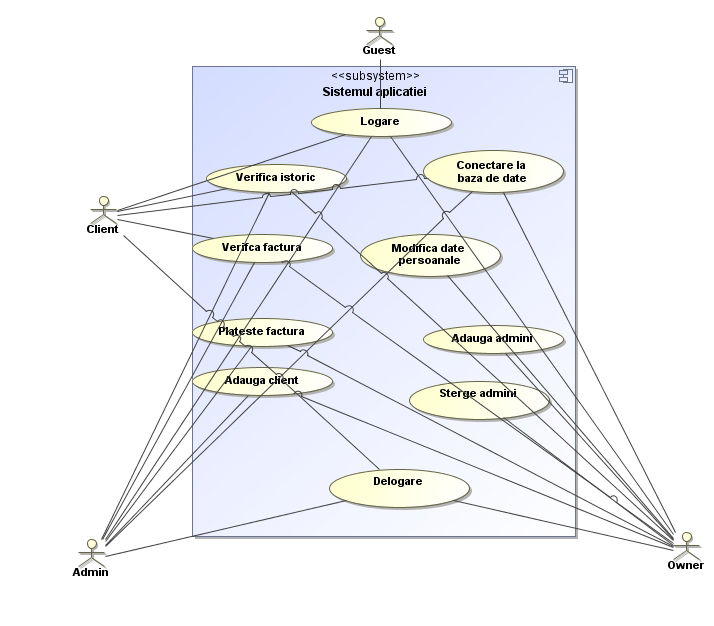 Guest
<<subsystem>>
Sistemul aplicatiei
Logare
Verifica istoric
Conectare la
baza de date
Client
Verifca factura
Modifica date
persoanale
Plateste factura
Adauga admini
Adauga client
Sterge admini
Delogare
Admin
Owner